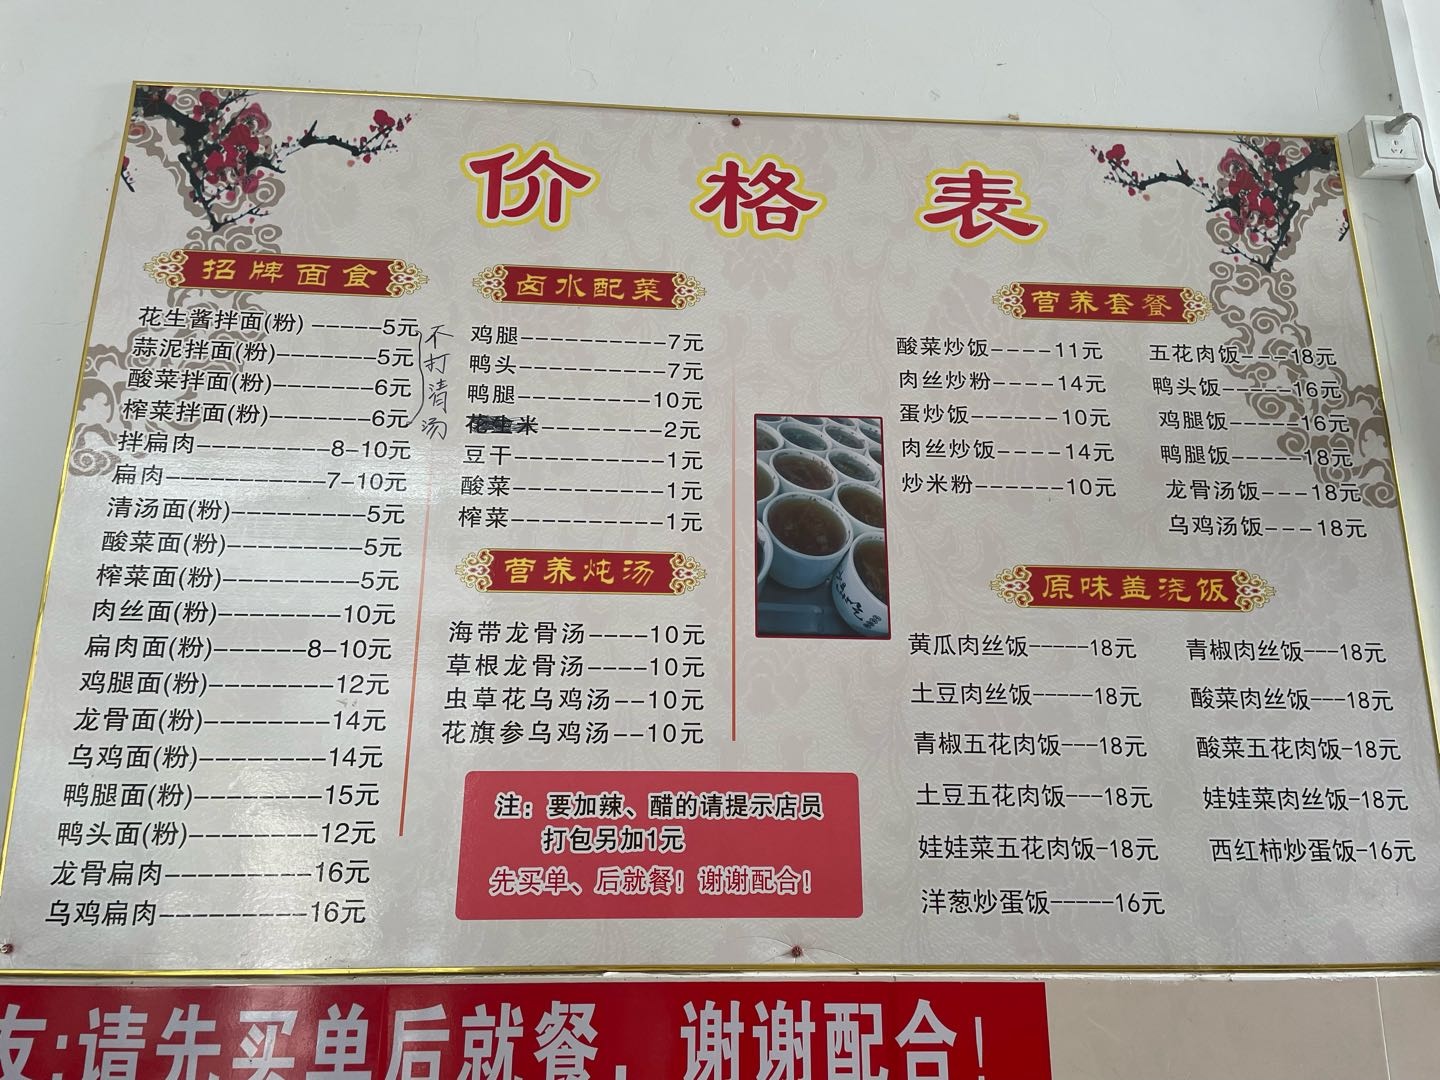 价格表
招牌面食
花生酱拌面(粉)-----5元
蒜泥拌面(粉)-------5元
酸菜拌面(粉)-------6元
榨菜拌面(粉)-------6元
不打清汤
拌扁肉---------8-10元
扁肉-----------7-10元
清汤面(粉)---------5元
酸菜面(粉)---------5元
榨菜面(粉)---------5元
肉丝面(粉)--------10元
扁肉面(粉)------8-10元
鸡腿面(粉)--------12元
龙骨面(粉)--------14元
乌鸡面(粉)--------14元
鸭腿面(粉)--------15元
鸭头面(粉)--------12元
龙骨扁肉---------16元
乌鸡扁肉---------16元
卤水配菜
鸡腿----------7元
鸭头----------7元
鸭腿---------10元
花生米--------2元
豆干----------1元
酸菜----------1元
榨菜----------1元
营养炖汤
海带龙骨汤----10元
草根龙骨汤----10元
虫草花乌鸡汤--10元
花旗参乌鸡汤--10元
注：要加辣、醋的请提示店员
打包另加1元
先买单、后就餐！谢谢配合！
营养套餐
酸菜炒饭----11元
肉丝炒粉----14元
蛋炒饭------10元
肉丝炒饭----14元
炒米粉------10元
五花肉饭---18元
鸭头饭-----16元
鸡腿饭-----16元
鸭腿饭-----18元
龙骨汤饭---18元
乌鸡汤饭---18元
原味盖浇饭
黄瓜肉丝饭-----18元
土豆肉丝饭-----18元
青椒五花肉饭---18元
土豆五花肉饭---18元
娃娃菜五花肉饭-18元
洋葱炒蛋饭-----16元
青椒肉丝饭---18元
酸菜肉丝饭---18元
酸菜五花肉饭-18元
娃娃菜肉丝饭-18元
西红柿炒蛋饭-16元
友:请先买单后就餐，谢谢配合！